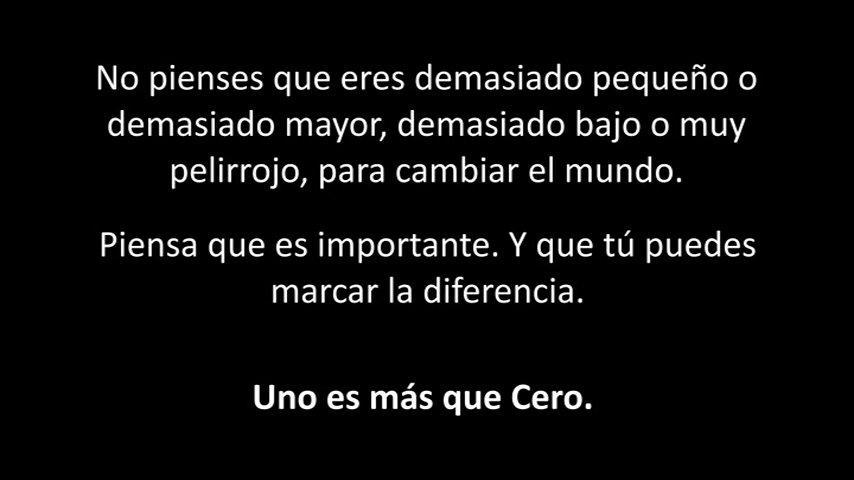 No pienses que eres demasiado pequeño o
demasiado mayor, demasiado bajo o muy
pelirrojo, para cambiar el mundo.
Piensa que es importante. Y que tú puedes
marcar la diferencia.
Uno es más que Cero.